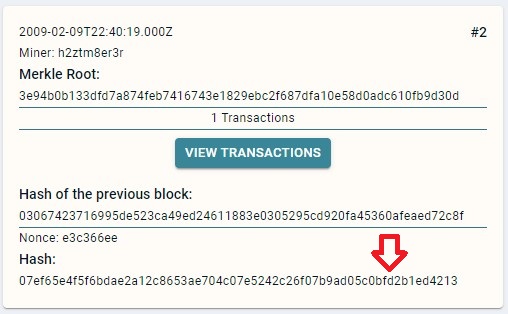 2009-02-09T22:40:19.000Z #2
Miner: h2ztm8er3r
Merkle Root:
3e94b0b133dfd7a874feb7416743e1829ebc2f687dfa10e58d0adc610fb9d30d
1 Transactions
VIEW TRANSACTIONS
Hash of the previous block:
03067423716995de523ca49ed24611883e0305295cd920fa45360afeaed72c8f
Nonce: e3c366ee
Hash:
07ef65e4f5f6bdae2a12c8653ae704c07e5242c26f07b9ad05c0bfd2b1ed4213